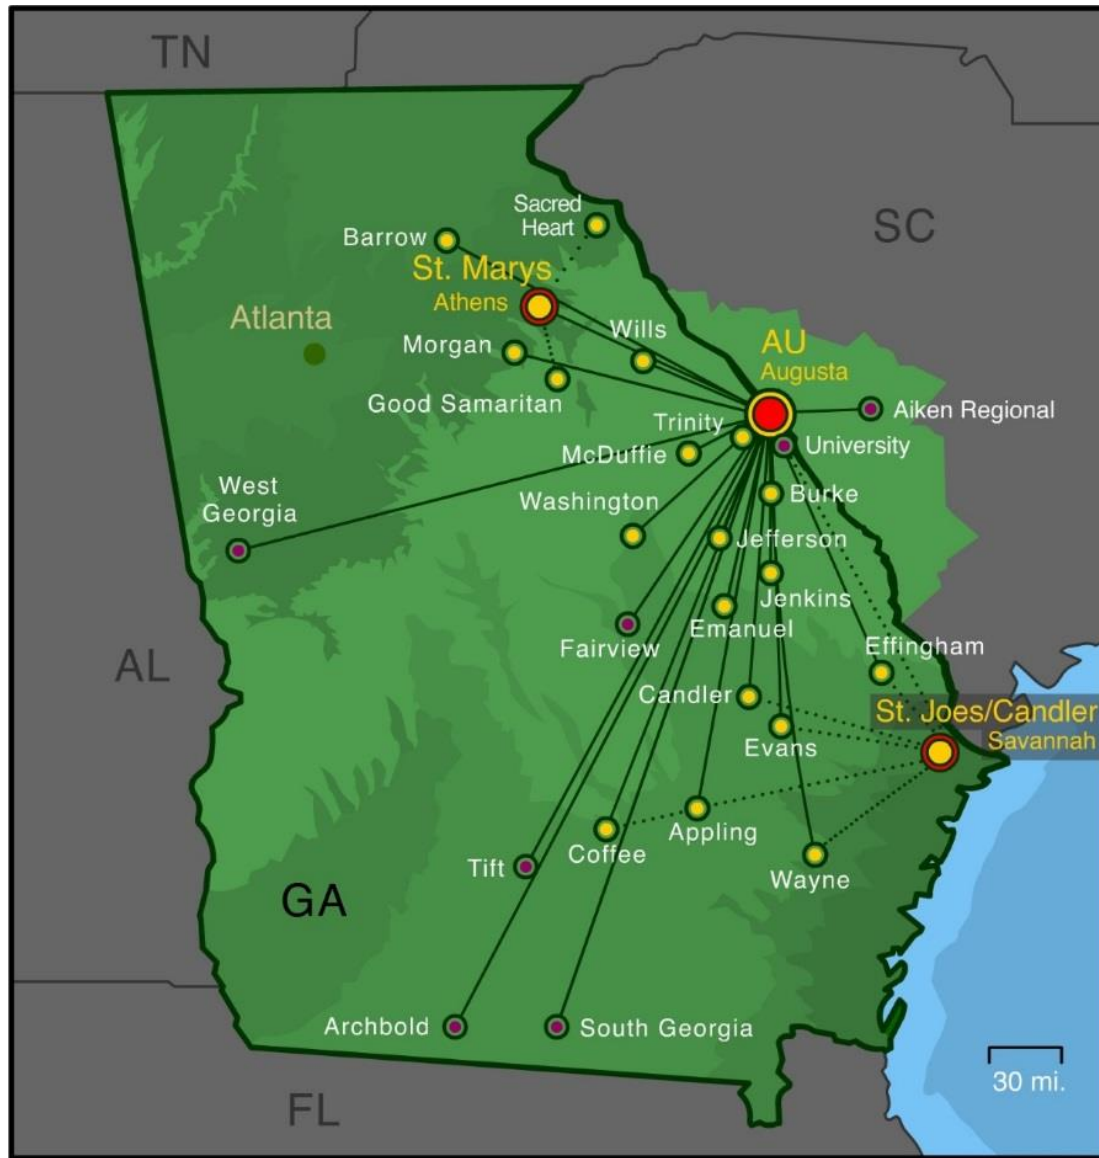 TN
SC
Sacred
Heart
Barrow
St. Marys
Athens
Atlanta
Wills
Morgan
AU
Augusta
Good Samaritan
Aiken Regional
Trinity
University
McDuffie
West
Georgia
Washington
Burke
Jefferson
Jenkins
Emanuel
Fairview
AL
Effingham
Candler
St. Joes/Candler
Savannah
Evans
Appling
Coffee
Tift
Wayne
GA
Archbold
South Georgia
30 mi.
FL